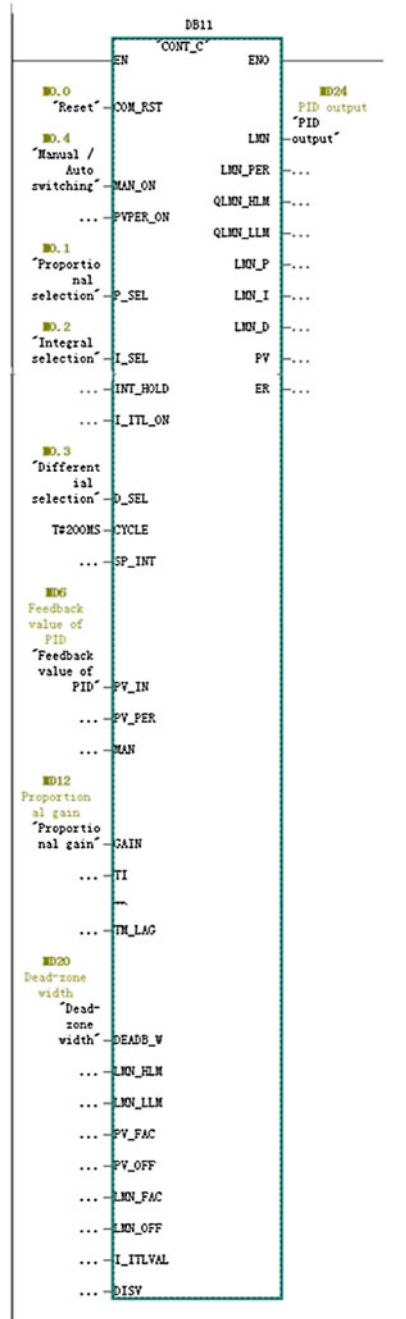 DB11
"CONT_C"
EN ENO
M0.0
"Reset" COM_RST
MD24
PID output
"PID
output" LMN
M0.4
"Manual /
Auto
switching" MAN_ON
LMN_PER ...
... PVPER_ON
QLMN_HLM ...
QLMN_LLM ...
M0.1
"Proportio
nal
selection" P_SEL
LMN_P ...
LMN_I ...
M0.2
"Integral
selection" I_SEL
LMN_D ...
PV ...
... INT_HOLD ER ...
... I_ITL_ON
M0.3
"Different
ial
selection" D_SEL
T#200MS CYCLE
... SP_INT
MD6
Feedback
value of
PID
"Feedback
value of
PID" PV_IN
... PV_PER
... MAN
MD12
Proportion
al gain
"Proportio
nal gain" GAIN
... TI
... TM_LAG
MD20
Dead-zone
width
"Dead-
zone
width" DEADB_W
... LMN_HLM
... LMN_LLM
... PV_FAC
... PV_OFF
... LMN_FAC
... LMN_OFF
... I_ITLVAL
... DISV